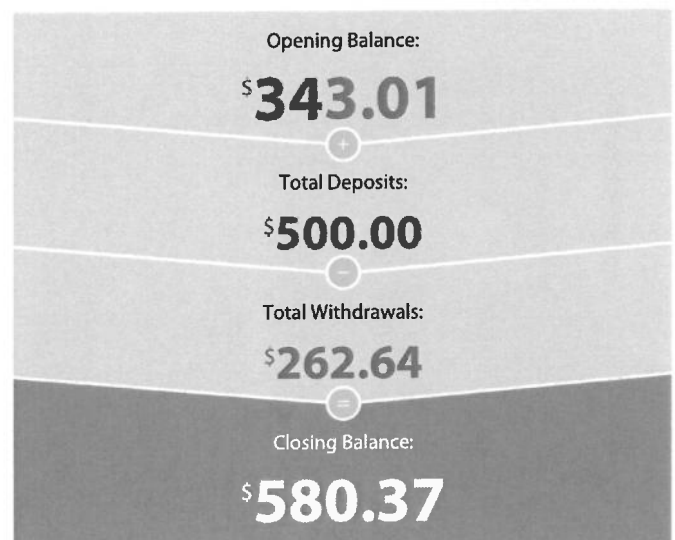 Opening Balance:
$343.01
+
Total Deposits:
$500.00
−
Total Withdrawals:
$262.64
=
Closing Balance:
$580.37